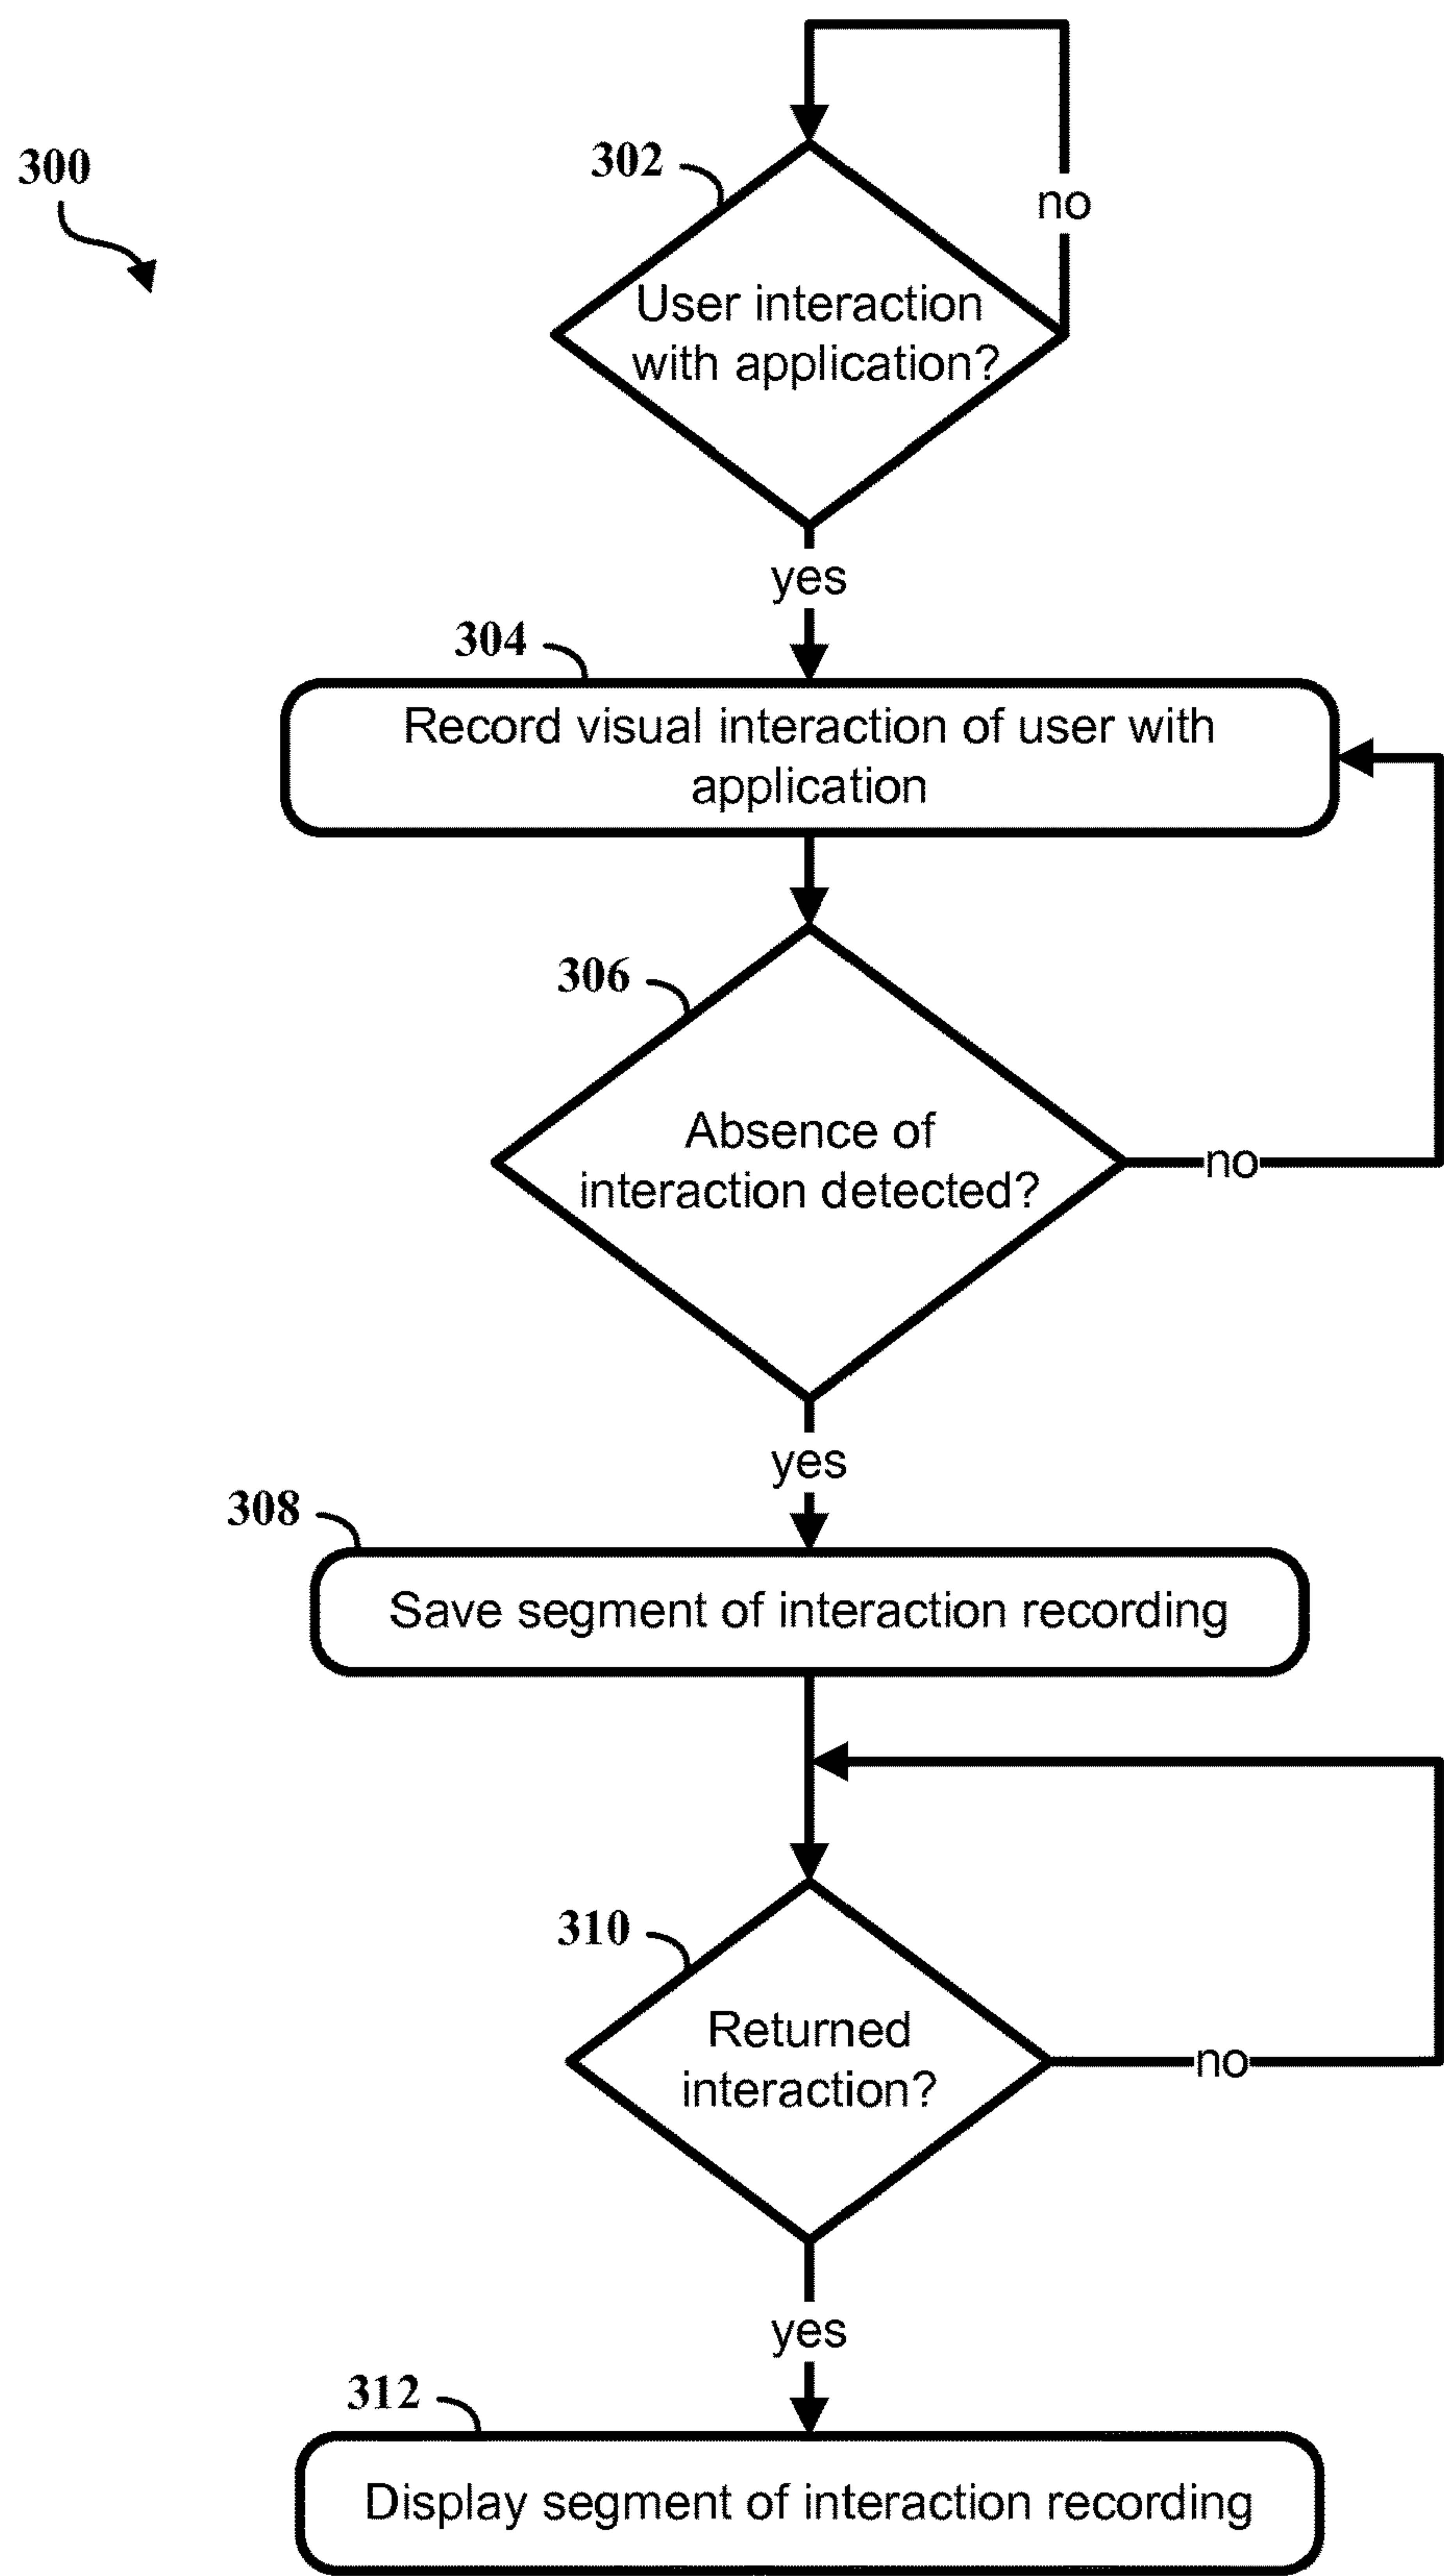 300
302
no
User interaction
with application?
yes
304
Record visual interaction of user with
application
306
Absence of
interaction detected?
no
yes
308
Save segment of interaction recording
310
Returned
interaction?
no
yes
312
Display segment of interaction recording